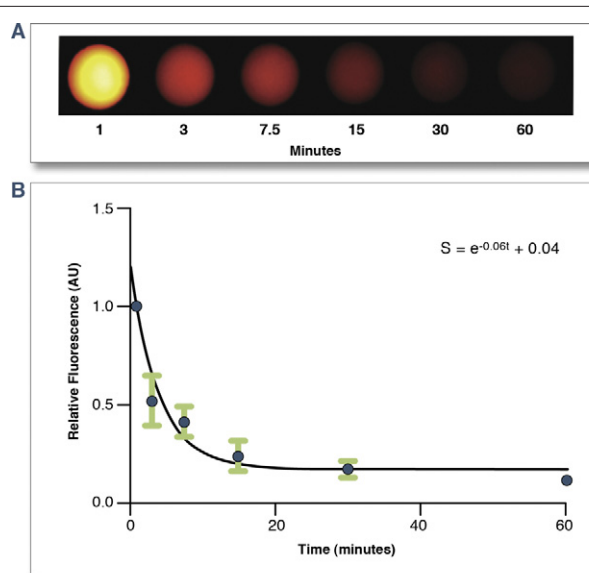 A
1 3 7.5 15 30 60
Minutes
B
1.5
S = e^-0.06t + 0.04
1.0
Relative Fluorescence (AU)
0.5
0.0
0 20 40 60
Time (minutes)